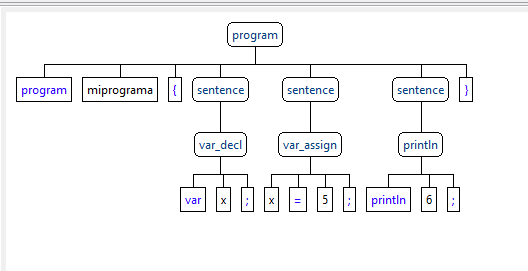 program
program miprograma { sentence sentence sentence }
var_decl var_assign println
var x ; x = 5 ; println 6 ;